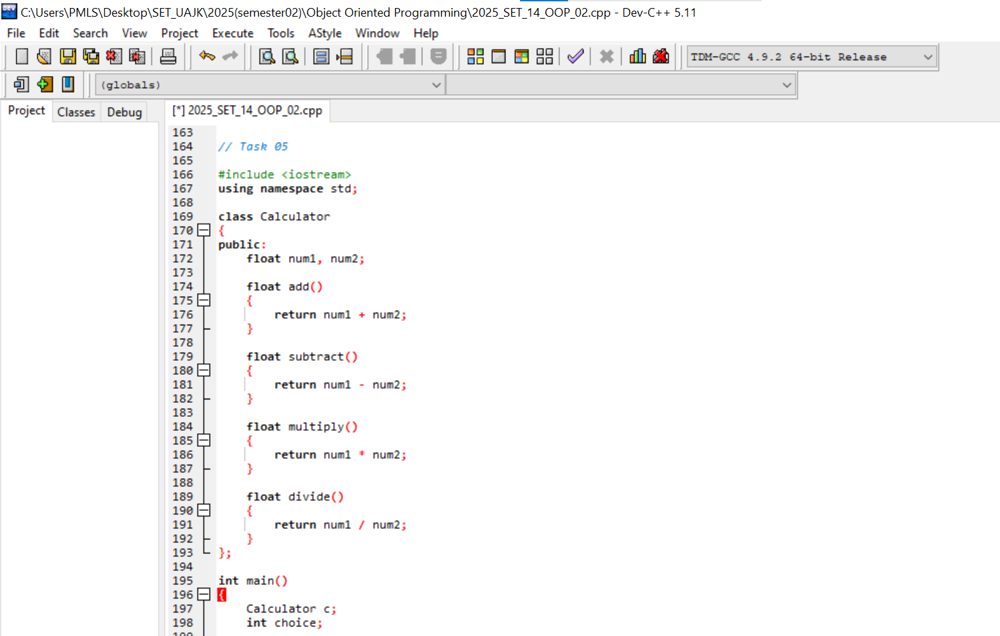 C:\Users\PMLS\Desktop\SET_UAJK\2025(semester02)\Object Oriented Programming\2025_SET_14_OOP_02.cpp - Dev-C++ 5.11
File Edit Search View Project Execute Tools AStyle Window Help
TDM-GCC 4.9.2 64-bit Release
(globals)
Project Classes Debug [*] 2025_SET_14_OOP_02.cpp
163
164 // Task 05
165
166 #include <iostream>
167 using namespace std;
168
169 class Calculator
170 {
171 public:
172 float num1, num2;
173
174 float add()
175 {
176 return num1 + num2;
177 }
178
179 float subtract()
180 {
181 return num1 - num2;
182 }
183
184 float multiply()
185 {
186 return num1 * num2;
187 }
188
189 float divide()
190 {
191 return num1 / num2;
192 }
193 };
194
195 int main()
196 {
197 Calculator c;
198 int choice;